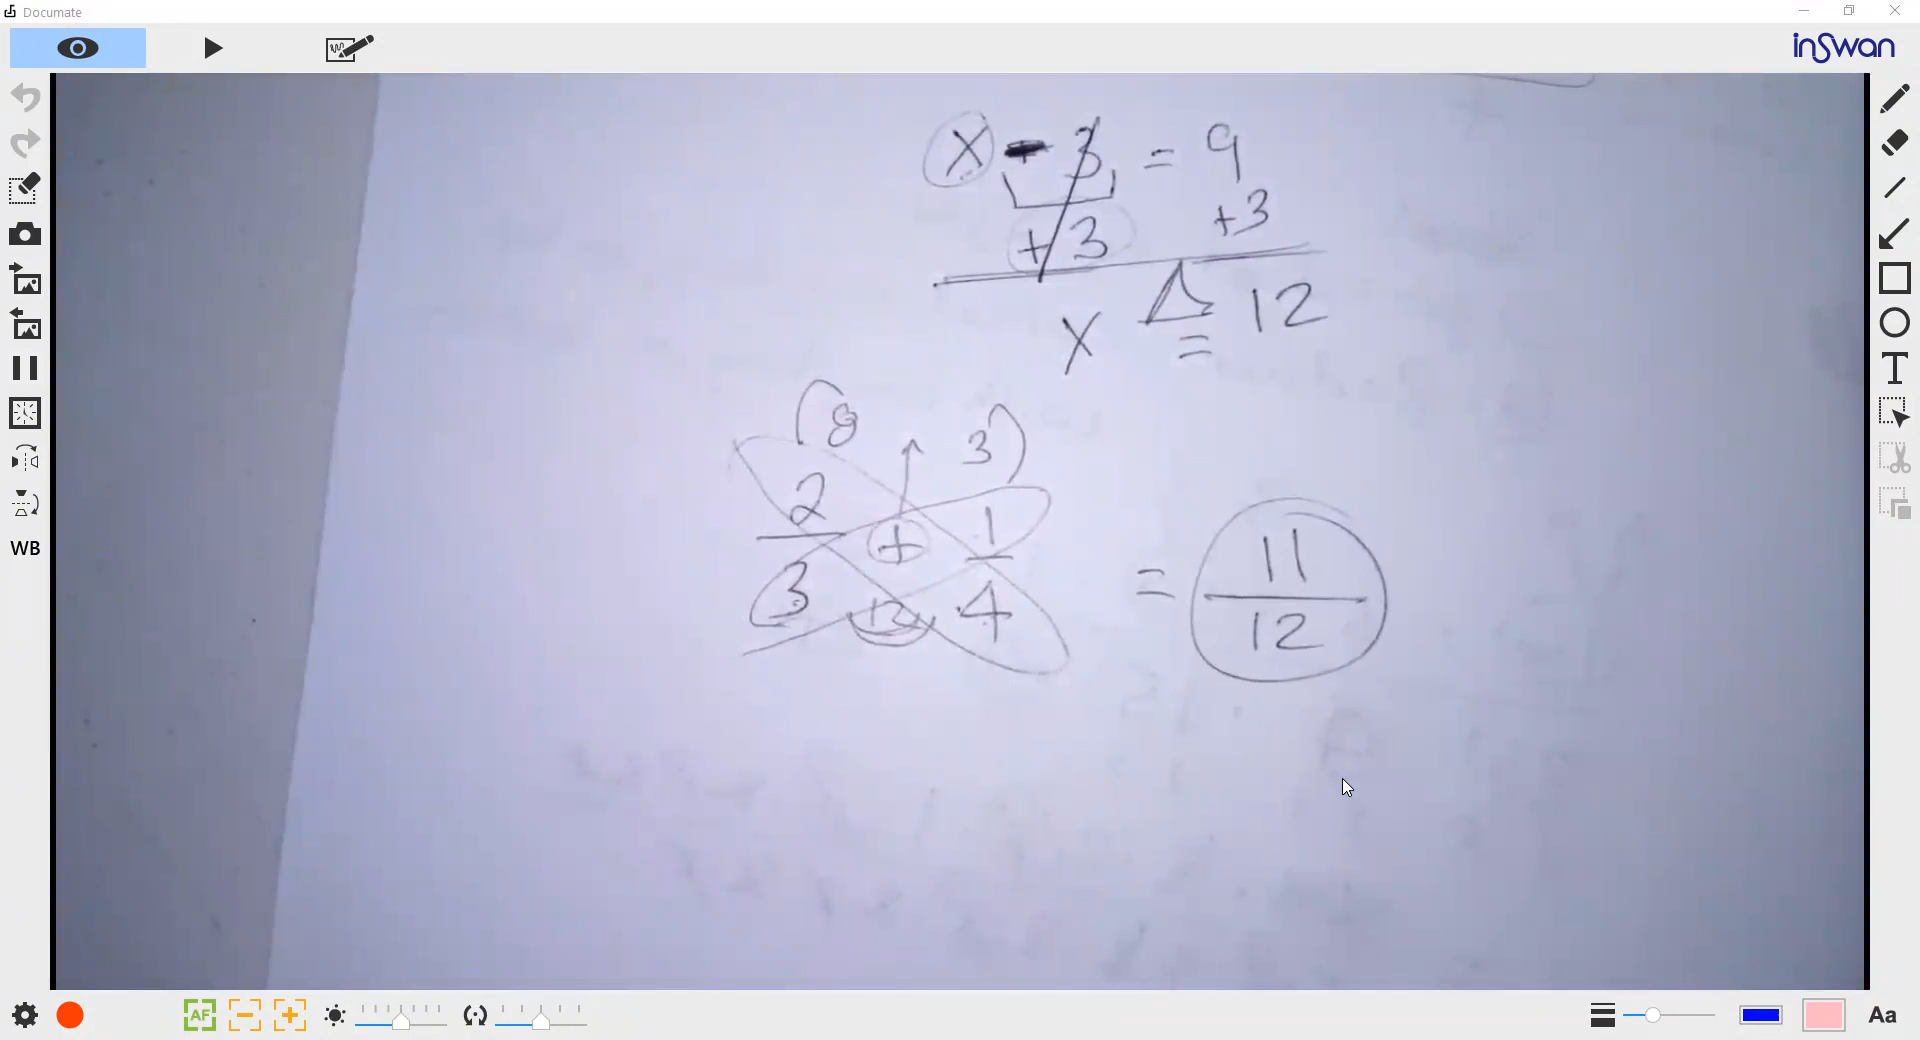 Documate
inSwan
x - 3 = 9
+ 3 +3
x = 12
8 3
2 1 11
+ =
3 12 4 12
WB
AF
Aa